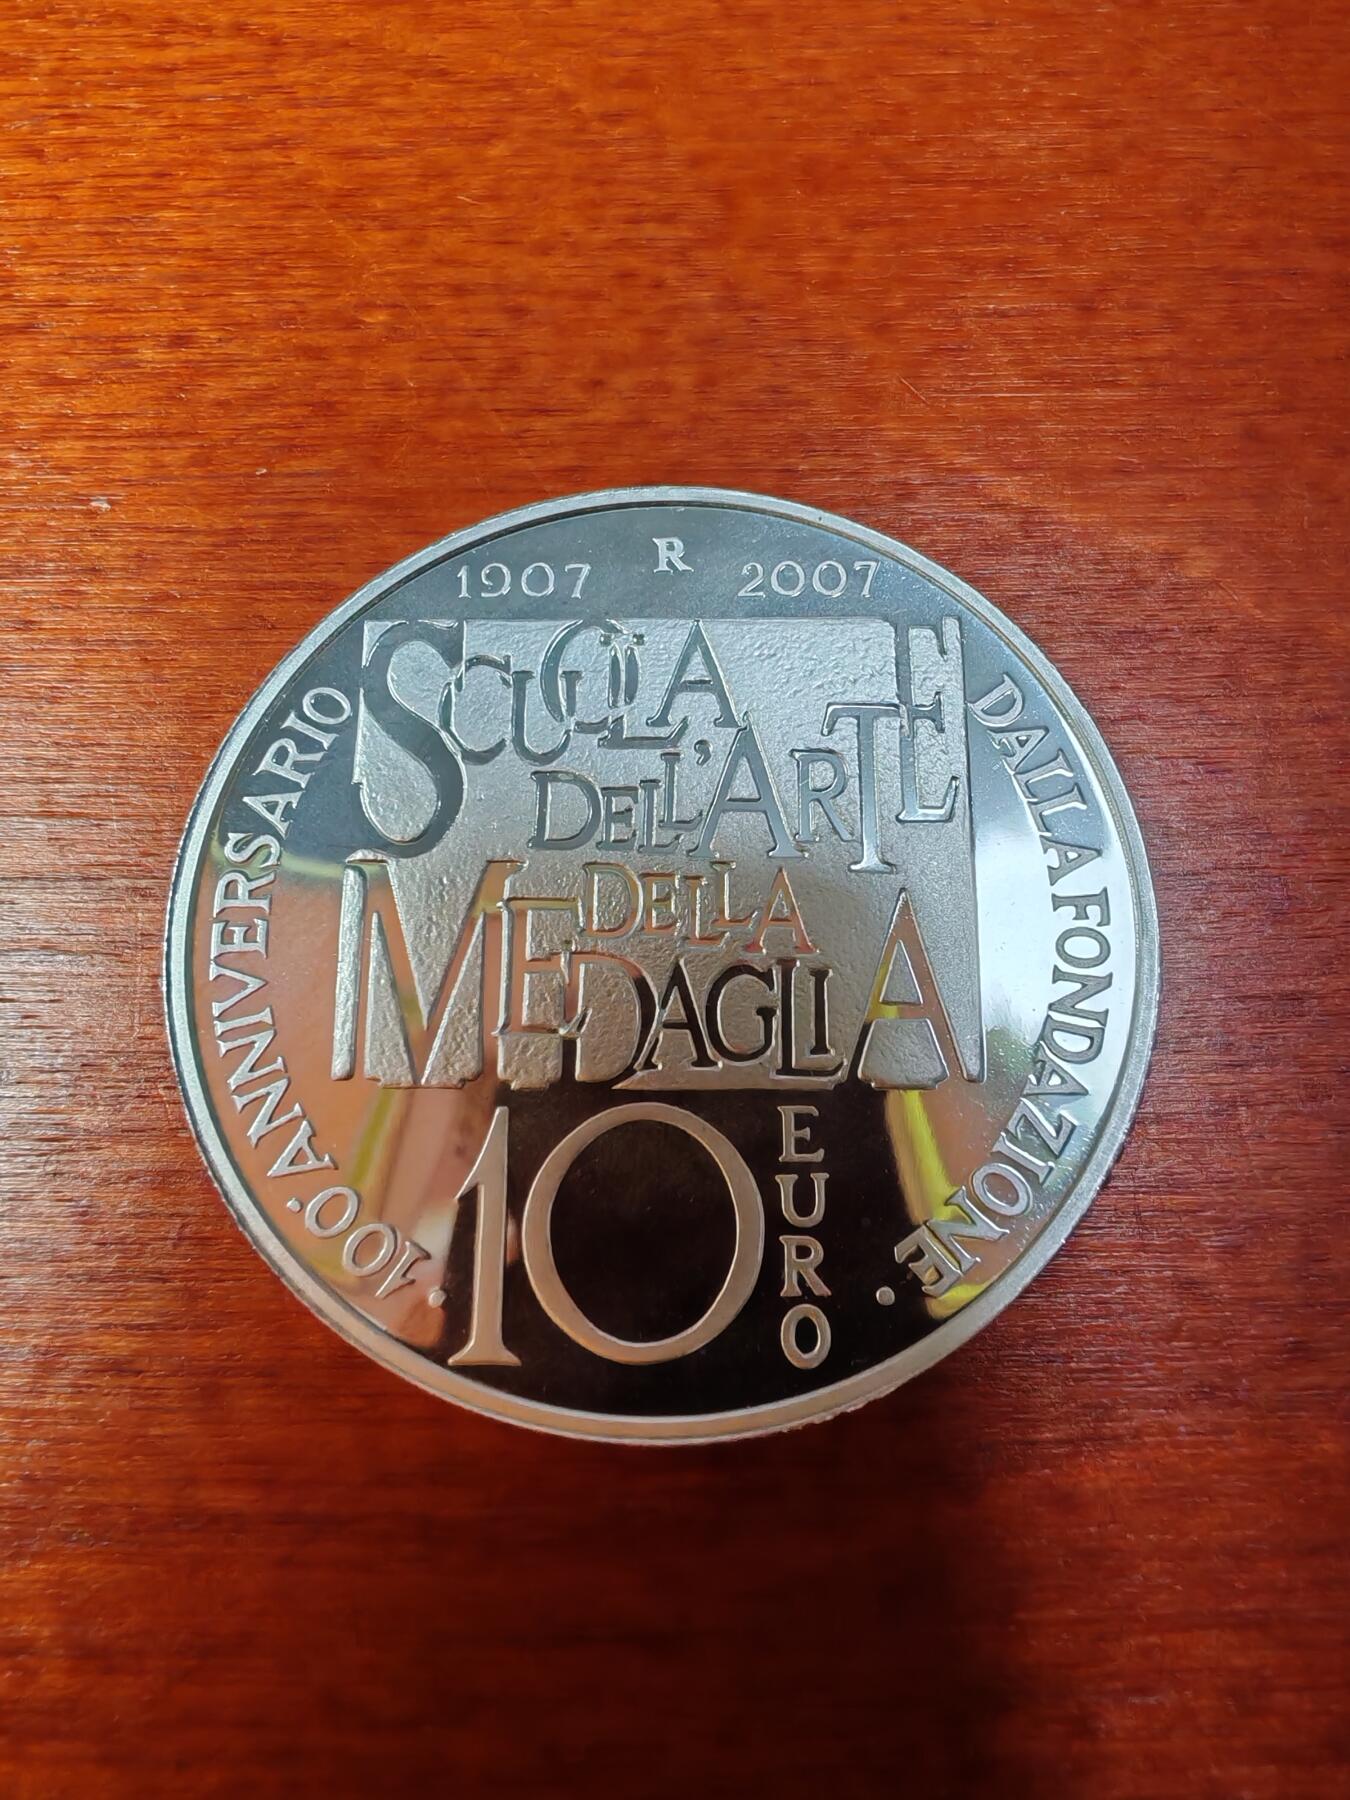 R
1907 2007
SCUOLA
DELL'ARTE
DELLA
MEDAGLIA
10 EURO
· 100° ANNIVERSARIO
DALLA FONDAZIONE ·